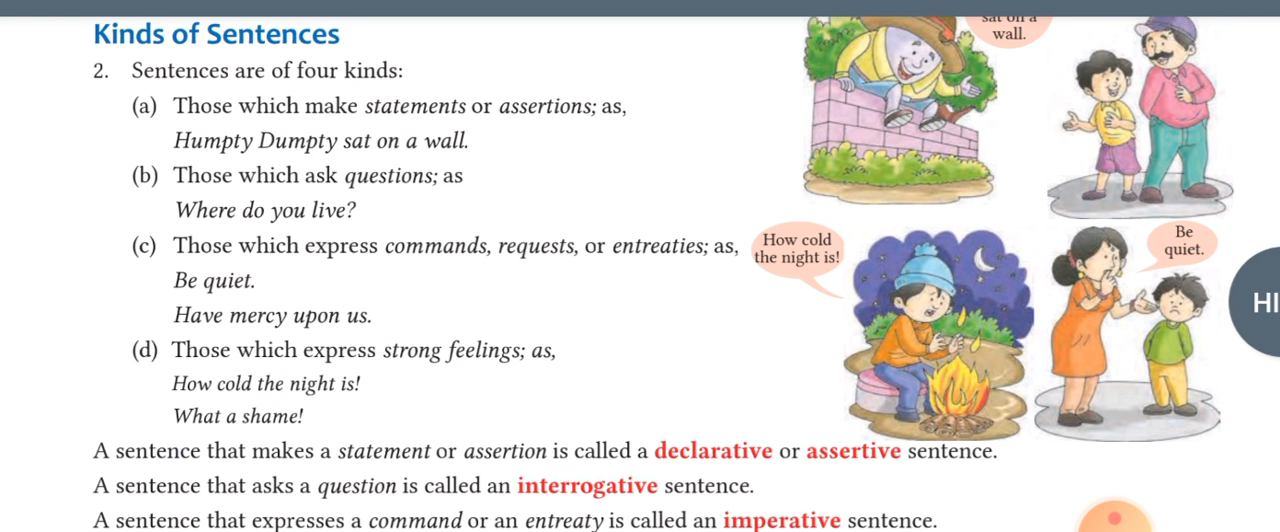 Kinds of Sentences
2. Sentences are of four kinds:
(a) Those which make statements or assertions; as,
Humpty Dumpty sat on a wall.
(b) Those which ask questions; as
Where do you live?
(c) Those which express commands, requests, or entreaties; as,
Be quiet.
Have mercy upon us.
(d) Those which express strong feelings; as,
How cold the night is!
What a shame!
A sentence that makes a statement or assertion is called a declarative or assertive sentence.
A sentence that asks a question is called an interrogative sentence.
A sentence that expresses a command or an entreaty is called an imperative sentence.
sat on a
wall.
How cold
the night is!
Be
quiet.
HI